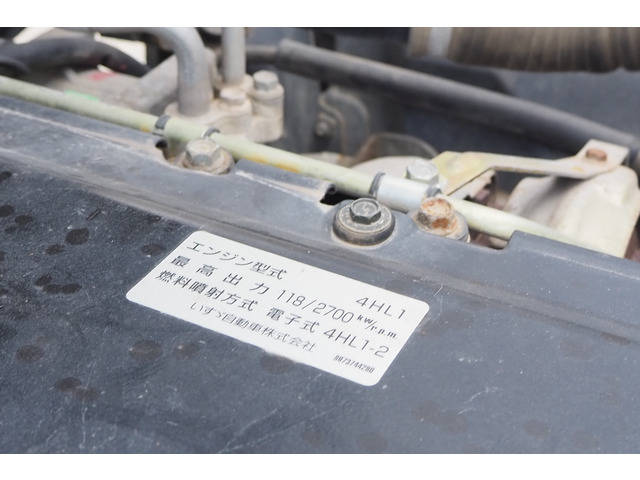 エンジン型式 4HL1
最高出力 118/2700 kW/r.p.m.
燃料噴射方式 電子式 4HL1-2
いすゞ自動車株式会社